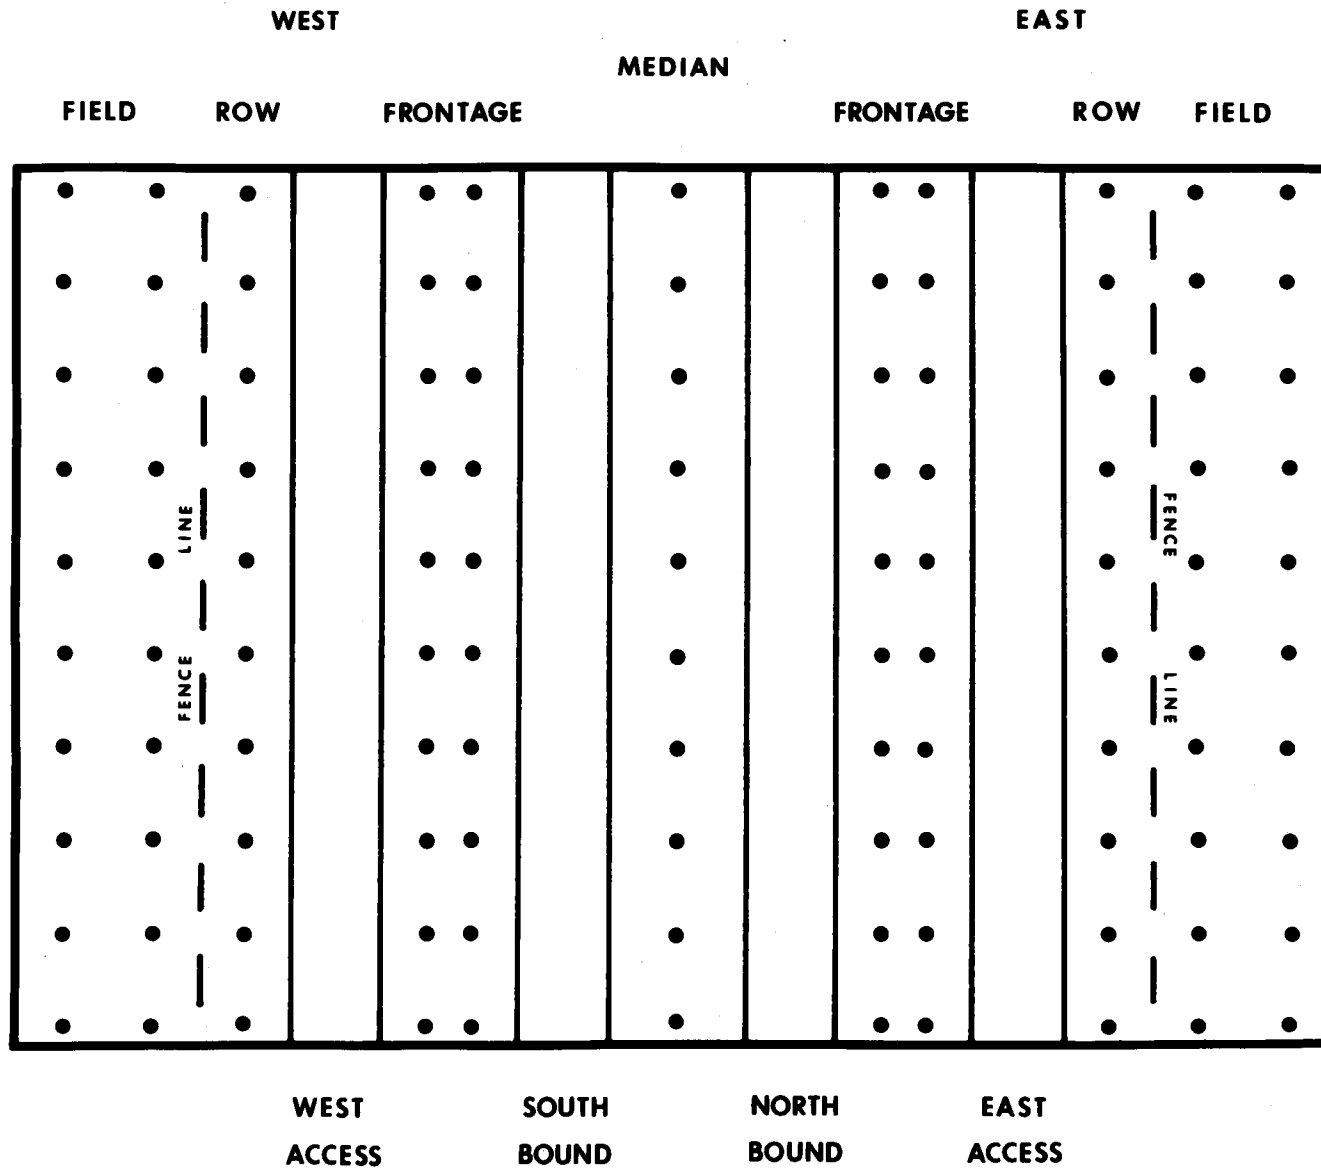 WEST EAST
MEDIAN
FIELD ROW FRONTAGE FRONTAGE ROW FIELD
FENCE LINE
FENCE LINE
WEST ACCESS
SOUTH BOUND
NORTH BOUND
EAST ACCESS